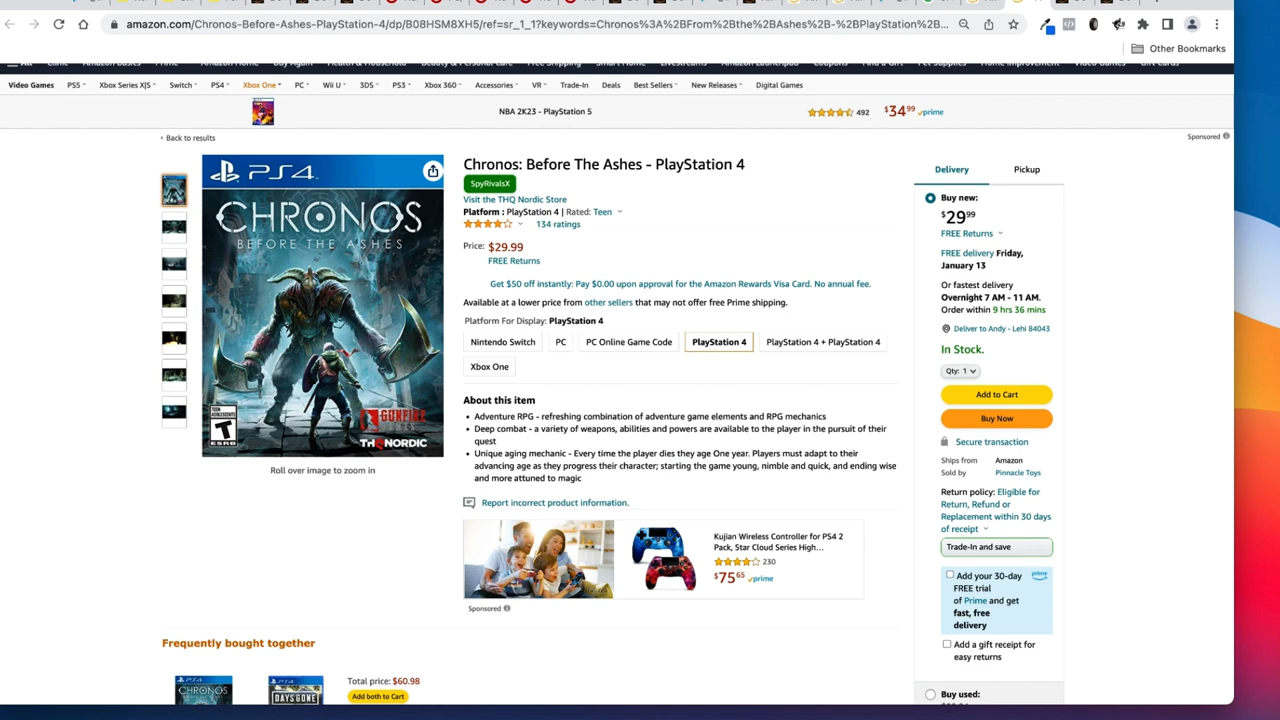 amazon.com/Chronos-Before-Ashes-PlayStation-4/dp/B08HSM8XH5/ref=sr_1_1?keywords=Chronos%3A%2BFrom%2Bthe%2BAshes%2B-%2BPlayStation%2B...
Other Bookmarks
Video Games PS5 Xbox Series X|S Switch PS4 Xbox One PC Wii U 3DS PS3 Xbox 360 Accessories VR Trade-In Deals Best Sellers New Releases Digital Games
NBA 2K23 - PlayStation 5 492 $34.99 prime
Sponsored
‹ Back to results
PS4
CHRONOS
BEFORE THE ASHES
TEEN
T
ESRB
GUNFIRE
GAMES
THQ NORDIC
Roll over image to zoom in
Chronos: Before The Ashes - PlayStation 4
SpyRivalsX
Visit the THQ Nordic Store
Platform : PlayStation 4 | Rated: Teen
134 ratings
Price: $29.99
FREE Returns
Get $50 off instantly: Pay $0.00 upon approval for the Amazon Rewards Visa Card. No annual fee.
Available at a lower price from other sellers that may not offer free Prime shipping.
Platform For Display: PlayStation 4
Nintendo Switch PC PC Online Game Code PlayStation 4 PlayStation 4 + PlayStation 4
Xbox One
About this item
• Adventure RPG - refreshing combination of adventure game elements and RPG mechanics
• Deep combat - a variety of weapons, abilities and powers are available to the player in the pursuit of their
quest
• Unique aging mechanic - Every time the player dies they age One year. Players must adapt to their
advancing age as they progress their character; starting the game young, nimble and quick, and ending wise
and more attuned to magic
Report incorrect product information.
Kujian Wireless Controller for PS4 2
Pack, Star Cloud Series High...
230
$75.65 prime
Sponsored
Delivery Pickup
Buy new:
$29.99
FREE Returns
FREE delivery Friday,
January 13
Or fastest delivery
Overnight 7 AM - 11 AM.
Order within 9 hrs 36 mins
Deliver to Andy - Lehi 84043
In Stock.
Qty: 1
Add to Cart
Buy Now
Secure transaction
Ships from Amazon
Sold by Pinnacle Toys
Return policy: Eligible for
Return, Refund or
Replacement within 30 days
of receipt
Trade-In and save
Add your 30-day prime
FREE trial
of Prime and get
fast, free
delivery
Add a gift receipt for
easy returns
Buy used:
Frequently bought together
CHRONOS
DAYS GONE
Total price: $60.98
Add both to Cart